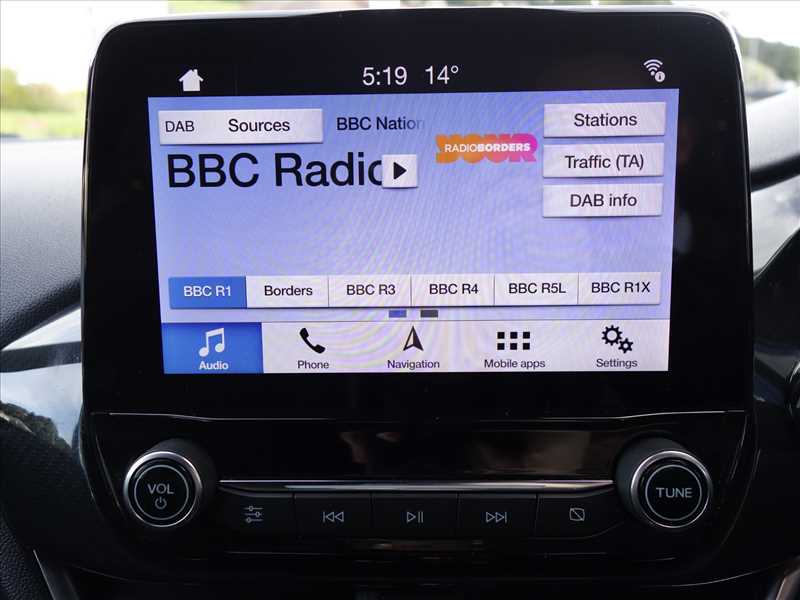 5:19 14°
DAB Sources
BBC Nation
Stations
YOUR
RADIOBORDERS
BBC Radio
Traffic (TA)
DAB info
BBC R1
Borders
BBC R3
BBC R4
BBC R5L
BBC R1X
Audio
Phone
Navigation
Mobile apps
Settings
VOL
TUNE